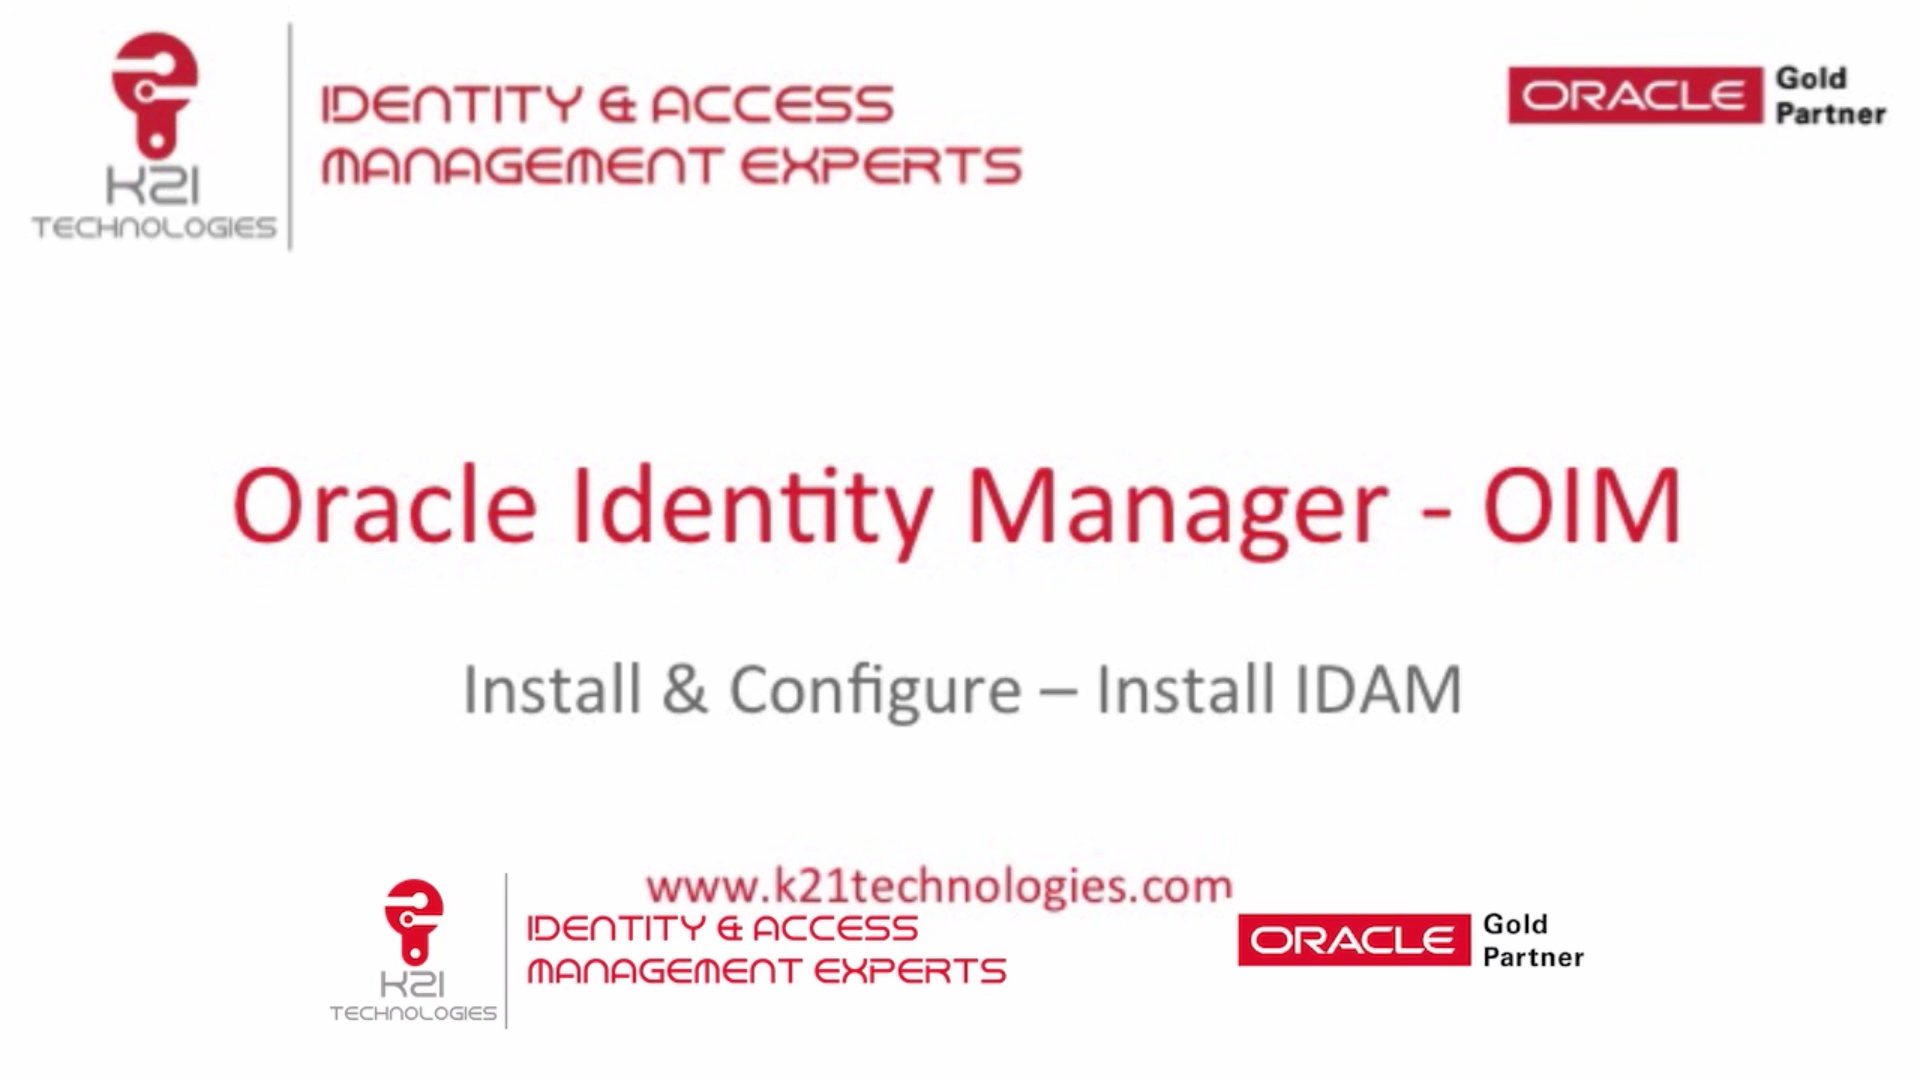 K21
TECHNOLOGIES
IDENTITY & ACCESS
MANAGEMENT EXPERTS
ORACLE
Gold
Partner
Oracle Identity Manager - OIM
Install & Configure – Install IDAM
www.k21technologies.com
K21
TECHNOLOGIES
IDENTITY & ACCESS
MANAGEMENT EXPERTS
ORACLE
Gold
Partner